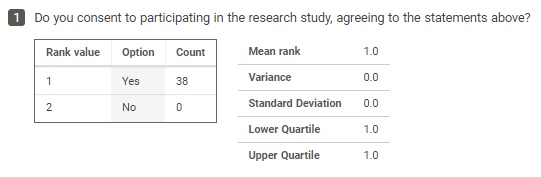 1 Do you consent to participating in the research study, agreeing to the statements above?
Rank value Option Count
1 Yes 38
2 No 0
Mean rank 1.0
Variance 0.0
Standard Deviation 0.0
Lower Quartile 1.0
Upper Quartile 1.0